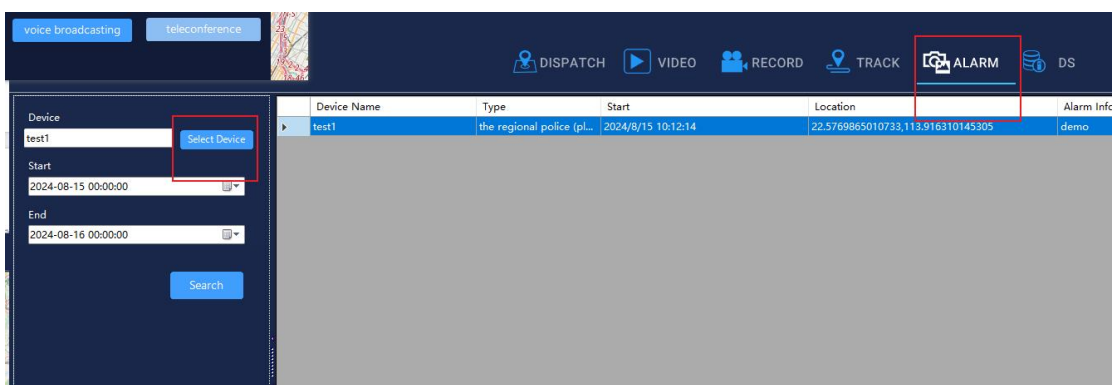 voice broadcasting teleconference
23
DISPATCH VIDEO RECORD TRACK ALARM DS
Device
test1 Select Device
Start
2024-08-15 00:00:00
End
2024-08-16 00:00:00
Search
Device Name Type Start Location Alarm Info
test1 the regional police (pl... 2024/8/15 10:12:14 22.5769865010733,113.916310145305 demo